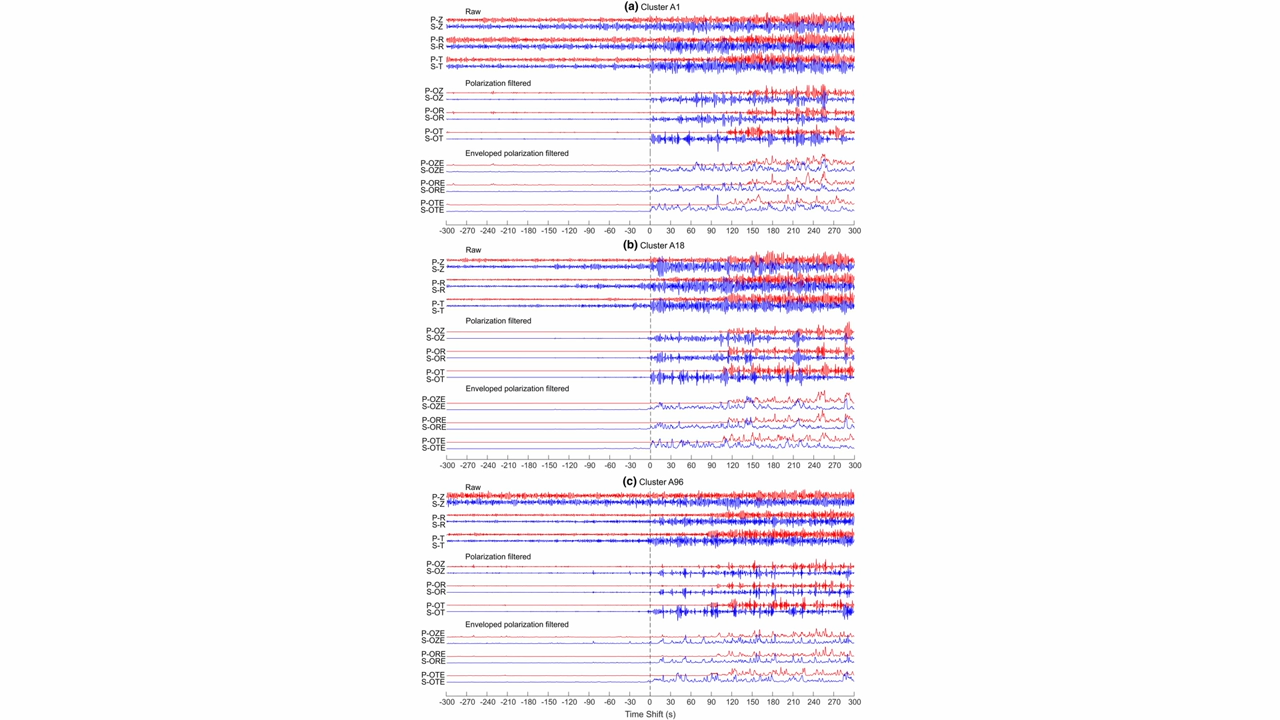 (a) Cluster A1
Raw
P-Z
S-Z
P-R
S-R
P-T
S-T
Polarization filtered
P-OZ
S-OZ
P-OR
S-OR
P-OT
S-OT
Enveloped polarization filtered
P-OZE
S-OZE
P-ORE
S-ORE
P-OTE
S-OTE
-300 -270 -240 -210 -180 -150 -120 -90 -60 -30 0 30 60 90 120 150 180 210 240 270 300
(b) Cluster A18
Raw
P-Z
S-Z
P-R
S-R
P-T
S-T
Polarization filtered
P-OZ
S-OZ
P-OR
S-OR
P-OT
S-OT
Enveloped polarization filtered
P-OZE
S-OZE
P-ORE
S-ORE
P-OTE
S-OTE
-300 -270 -240 -210 -180 -150 -120 -90 -60 -30 0 30 60 90 120 150 180 210 240 270 300
(c) Cluster A96
Raw
P-Z
S-Z
P-R
S-R
P-T
S-T
Polarization filtered
P-OZ
S-OZ
P-OR
S-OR
P-OT
S-OT
Enveloped polarization filtered
P-OZE
S-OZE
P-ORE
S-ORE
P-OTE
S-OTE
-300 -270 -240 -210 -180 -150 -120 -90 -60 -30 0 30 60 90 120 150 180 210 240 270 300
Time Shift (s)